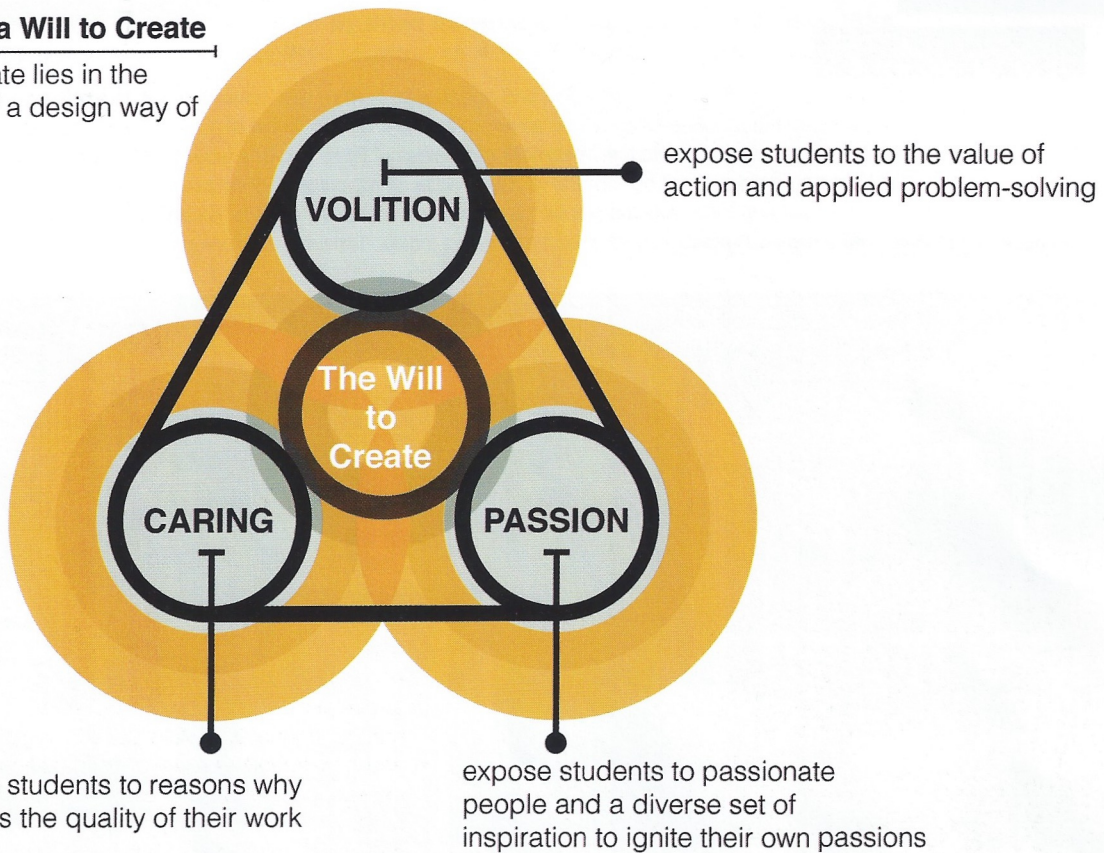 a Will to Create
ate lies in the
a design way of
expose students to the value of
action and applied problem-solving
VOLITION
The Will
to
Create
CARING
PASSION
students to reasons why
s the quality of their work
expose students to passionate
people and a diverse set of
inspiration to ignite their own passions